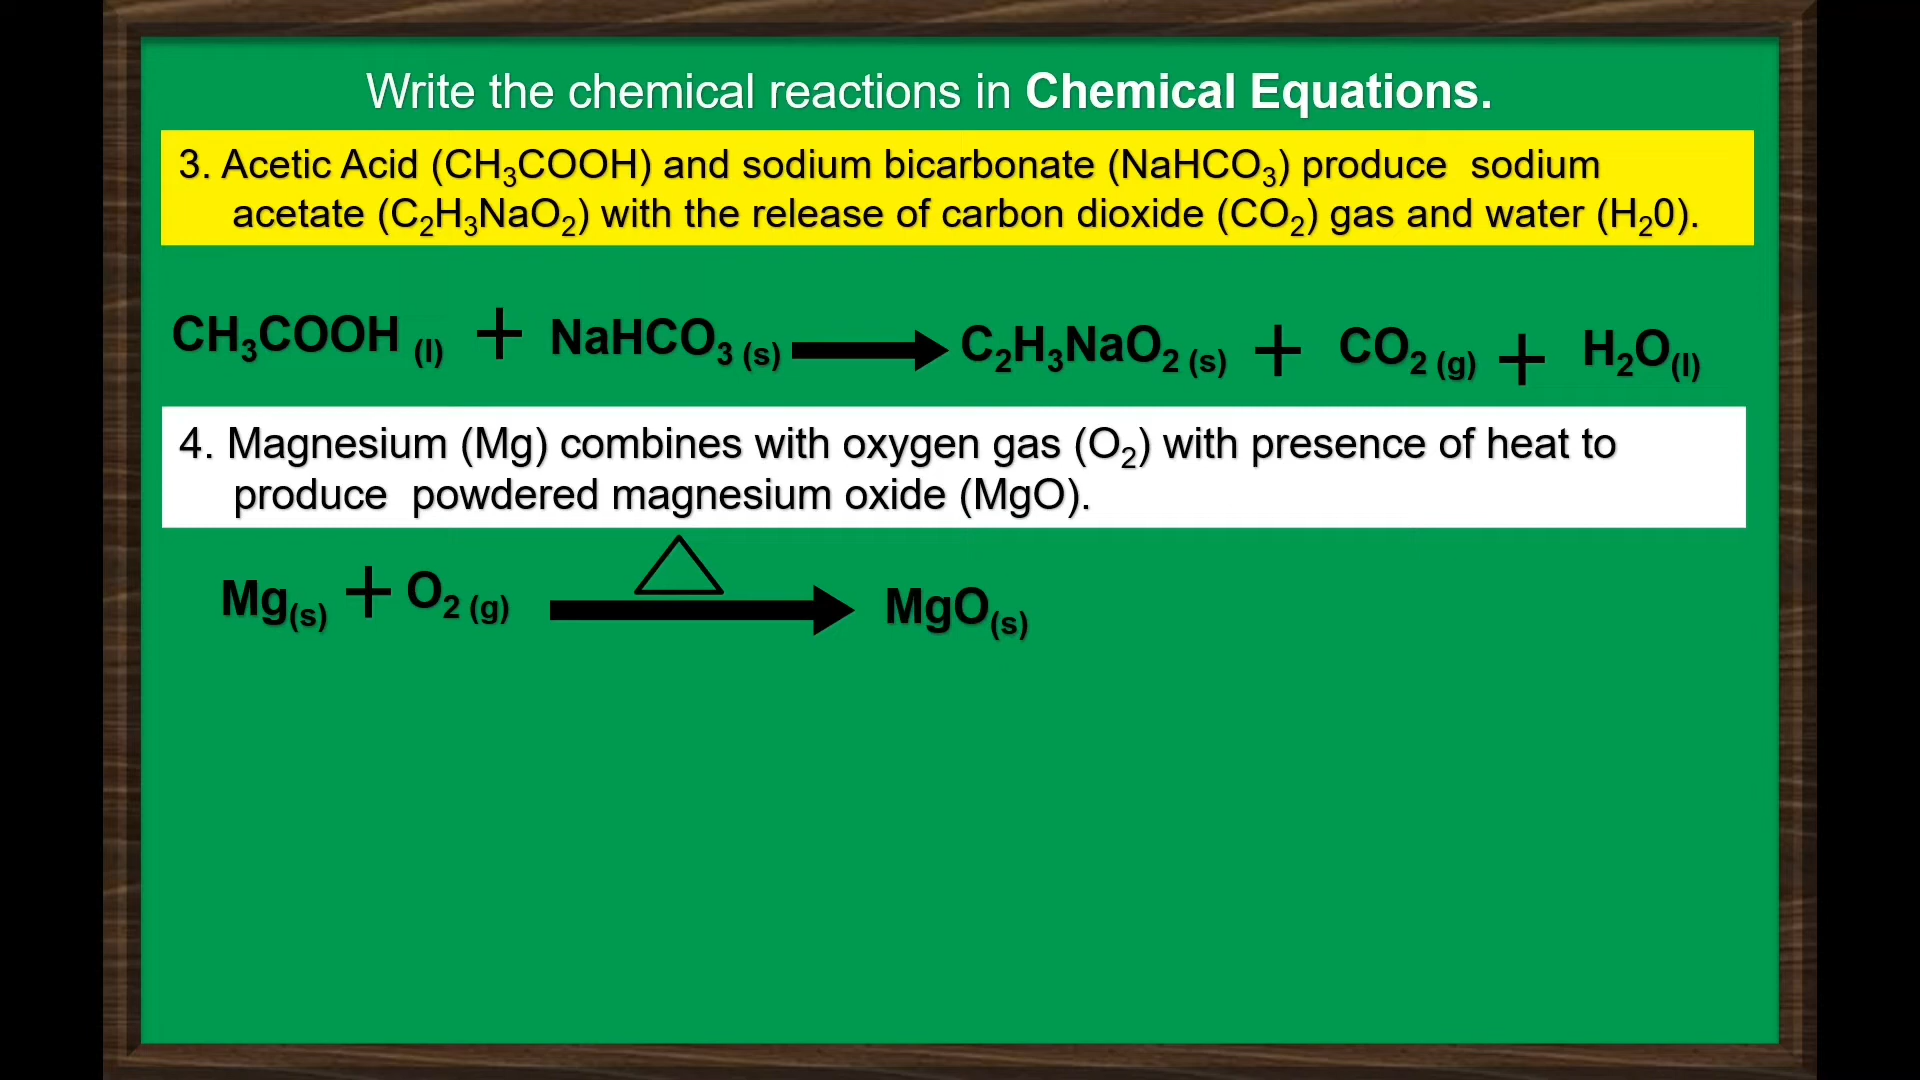 Write the chemical reactions in Chemical Equations.
3. Acetic Acid (CH₃COOH) and sodium bicarbonate (NaHCO₃) produce sodium
acetate (C₂H₃NaO₂) with the release of carbon dioxide (CO₂) gas and water (H₂0).
CH₃COOH (l) + NaHCO₃ (s) → C₂H₃NaO₂ (s) + CO₂ (g) + H₂O(l)
4. Magnesium (Mg) combines with oxygen gas (O₂) with presence of heat to
produce powdered magnesium oxide (MgO).
△
Mg(s) + O₂ (g) → MgO(s)